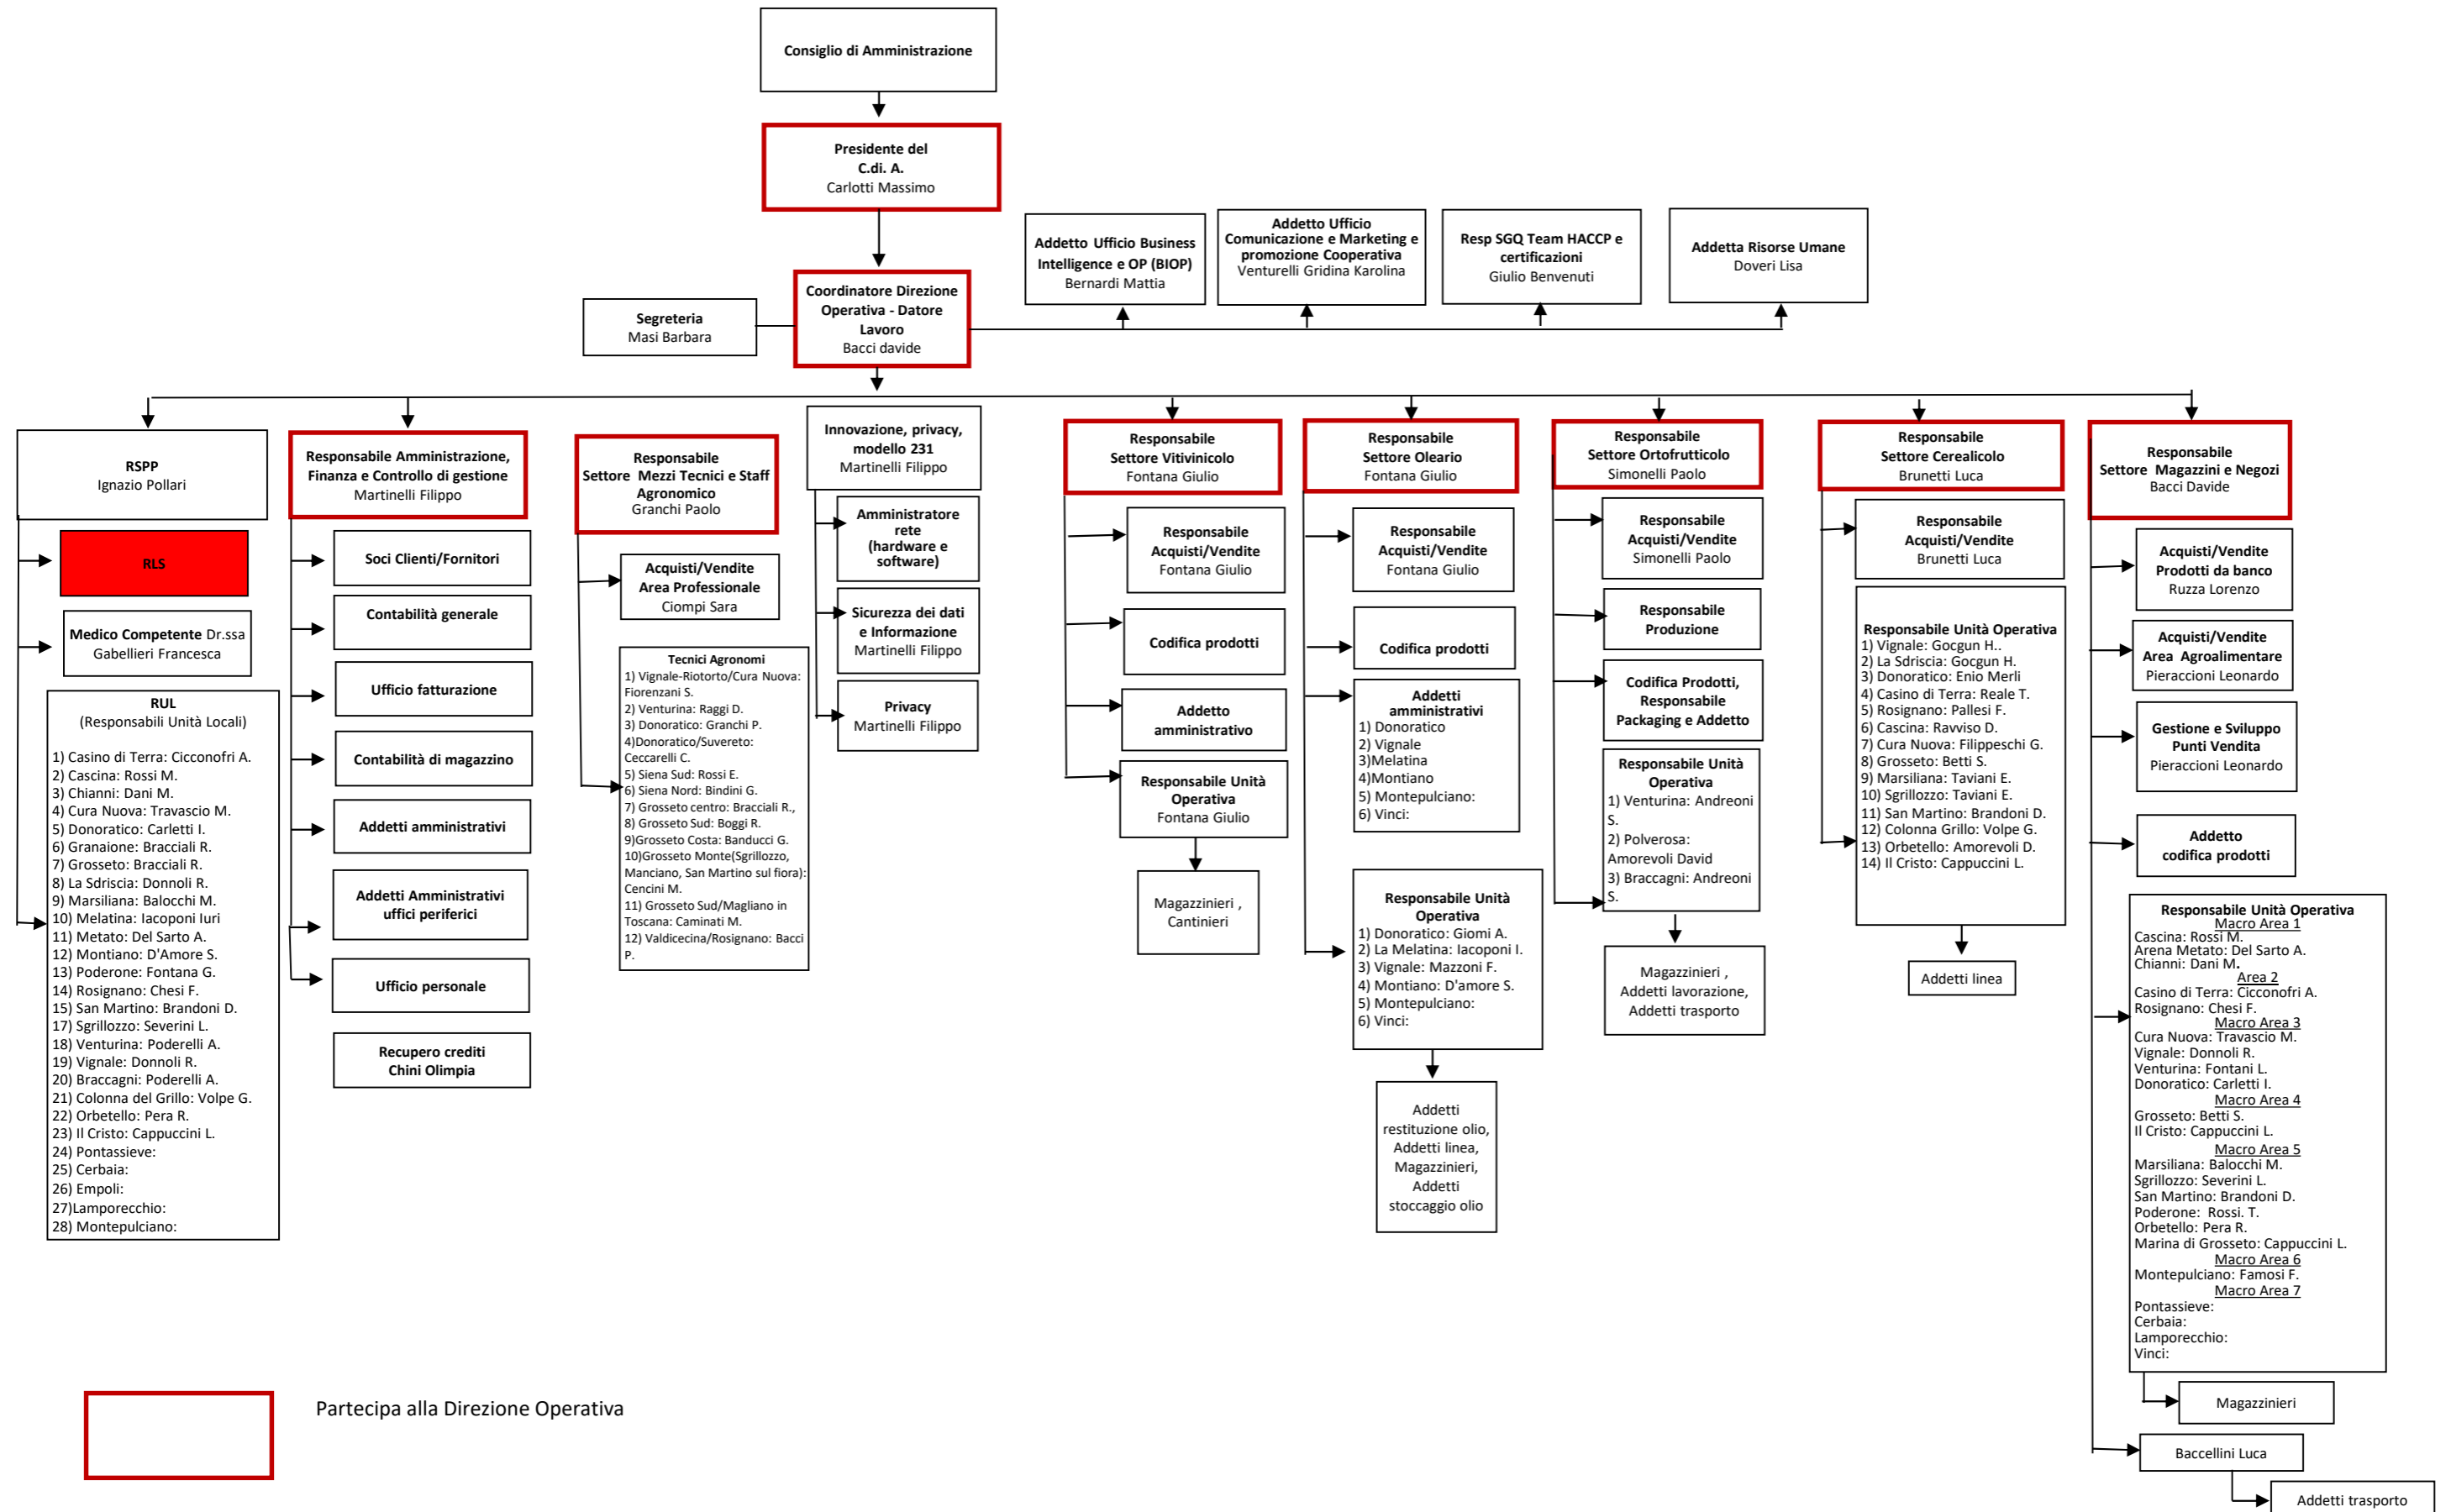 Consiglio di Amministrazione
Presidente del
C.di. A.
Carlotti Massimo
Addetto Ufficio Business
Intelligence e OP (BIOP)
Bernardi Mattia
Addetto Ufficio
Comunicazione e Marketing e
promozione Cooperativa
Venturelli Gridina Karolina
Resp SGQ Team HACCP e
certificazioni
Giulio Benvenuti
Addetta Risorse Umane
Doveri Lisa
Segreteria
Masi Barbara
Coordinatore Direzione
Operativa - Datore
Lavoro
Bacci davide
RSPP
Ignazio Pollari
RLS
Medico Competente Dr.ssa
Gabellieri Francesca
RUL
(Responsabili Unità Locali)
1) Casino di Terra: Cicconofri A.
2) Cascina: Rossi M.
3) Chianni: Dani M.
4) Cura Nuova: Travascio M.
5) Donoratico: Carletti I.
6) Granaione: Bracciali R.
7) Grosseto: Bracciali R.
8) La Sdriscia: Donnoli R.
9) Marsiliana: Balocchi M.
10) Melatina: Iacoponi Iuri
11) Metato: Del Sarto A.
12) Montiano: D'Amore S.
13) Poderone: Fontana G.
14) Rosignano: Chesi F.
15) San Martino: Brandoni D.
17) Sgrillozzo: Severini L.
18) Venturina: Poderelli A.
19) Vignale: Donnoli R.
20) Braccagni: Poderelli A.
21) Colonna del Grillo: Volpe G.
22) Orbetello: Pera R.
23) Il Cristo: Cappuccini L.
24) Pontassieve:
25) Cerbaia:
26) Empoli:
27)Lamporecchio:
28) Montepulciano:
Responsabile Amministrazione,
Finanza e Controllo di gestione
Martinelli Filippo
Soci Clienti/Fornitori
Contabilità generale
Ufficio fatturazione
Contabilità di magazzino
Addetti amministrativi
Addetti Amministrativi
uffici periferici
Ufficio personale
Recupero crediti
Chini Olimpia
Responsabile
Settore Mezzi Tecnici e Staff
Agronomico
Granchi Paolo
Acquisti/Vendite
Area Professionale
Ciompi Sara
Tecnici Agronomi
1) Vignale-Riotorto/Cura Nuova:
Fiorenzani S.
2) Venturina: Raggi D.
3) Donoratico: Granchi P.
4)Donoratico/Suvereto:
Ceccarelli C.
5) Siena Sud: Rossi E.
6) Siena Nord: Bindini G.
7) Grosseto centro: Bracciali R.,
8) Grosseto Sud: Boggi R.
9)Grosseto Costa: Banducci G.
10)Grosseto Monte(Sgrillozzo,
Manciano, San Martino sul fiora):
Cencini M.
11) Grosseto Sud/Magliano in
Toscana: Caminati M.
12) Valdicecina/Rosignano: Bacci
P.
Innovazione, privacy,
modello 231
Martinelli Filippo
Amministratore
rete
(hardware e
software)
Sicurezza dei dati
e Informazione
Martinelli Filippo
Privacy
Martinelli Filippo
Responsabile
Settore Vitivinicolo
Fontana Giulio
Responsabile
Acquisti/Vendite
Fontana Giulio
Codifica prodotti
Addetto
amministrativo
Responsabile Unità
Operativa
Fontana Giulio
Magazzinieri ,
Cantinieri
Responsabile
Settore Oleario
Fontana Giulio
Responsabile
Acquisti/Vendite
Fontana Giulio
Codifica prodotti
Addetti
amministrativi
1) Donoratico
2) Vignale
3)Melatina
4)Montiano
5) Montepulciano:
6) Vinci:
Responsabile Unità
Operativa
1) Donoratico: Giomi A.
2) La Melatina: Iacoponi I.
3) Vignale: Mazzoni F.
4) Montiano: D'amore S.
5) Montepulciano:
6) Vinci:
Addetti
restituzione olio,
Addetti linea,
Magazzinieri,
Addetti
stoccaggio olio
Responsabile
Settore Ortofrutticolo
Simonelli Paolo
Responsabile
Acquisti/Vendite
Simonelli Paolo
Responsabile
Produzione
Codifica Prodotti,
Responsabile
Packaging e Addetto
Responsabile Unità
Operativa
1) Venturina: Andreoni
S.
2) Polverosa:
Amorevoli David
3) Braccagni: Andreoni
S.
Magazzinieri ,
Addetti lavorazione,
Addetti trasporto
Responsabile
Settore Cerealicolo
Brunetti Luca
Responsabile
Acquisti/Vendite
Brunetti Luca
Responsabile Unità Operativa
1) Vignale: Gocgun H..
2) La Sdriscia: Gocgun H.
3) Donoratico: Enio Merli
4) Casino di Terra: Reale T.
5) Rosignano: Pallesi F.
6) Cascina: Ravviso D.
7) Cura Nuova: Filippeschi G.
8) Grosseto: Betti S.
9) Marsiliana: Taviani E.
10) Sgrillozzo: Taviani E.
11) San Martino: Brandoni D.
12) Colonna Grillo: Volpe G.
13) Orbetello: Amorevoli D.
14) Il Cristo: Cappuccini L.
Addetti linea
Responsabile
Settore Magazzini e Negozi
Bacci Davide
Acquisti/Vendite
Prodotti da banco
Ruzza Lorenzo
Acquisti/Vendite
Area Agroalimentare
Pieraccioni Leonardo
Gestione e Sviluppo
Punti Vendita
Pieraccioni Leonardo
Addetto
codifica prodotti
Responsabile Unità Operativa
Macro Area 1
Cascina: Rossi M.
Arena Metato: Del Sarto A.
Chianni: Dani M.
Area 2
Casino di Terra: Cicconofri A.
Rosignano: Chesi F.
Macro Area 3
Cura Nuova: Travascio M.
Vignale: Donnoli R.
Venturina: Fontani L.
Donoratico: Carletti I.
Macro Area 4
Grosseto: Betti S.
Il Cristo: Cappuccini L.
Macro Area 5
Marsiliana: Balocchi M.
Sgrillozzo: Severini L.
San Martino: Brandoni D.
Poderone: Rossi. T.
Orbetello: Pera R.
Marina di Grosseto: Cappuccini L.
Macro Area 6
Montepulciano: Famosi F.
Macro Area 7
Pontassieve:
Cerbaia:
Lamporecchio:
Vinci:
Magazzinieri
Baccellini Luca
Addetti trasporto
Partecipa alla Direzione Operativa